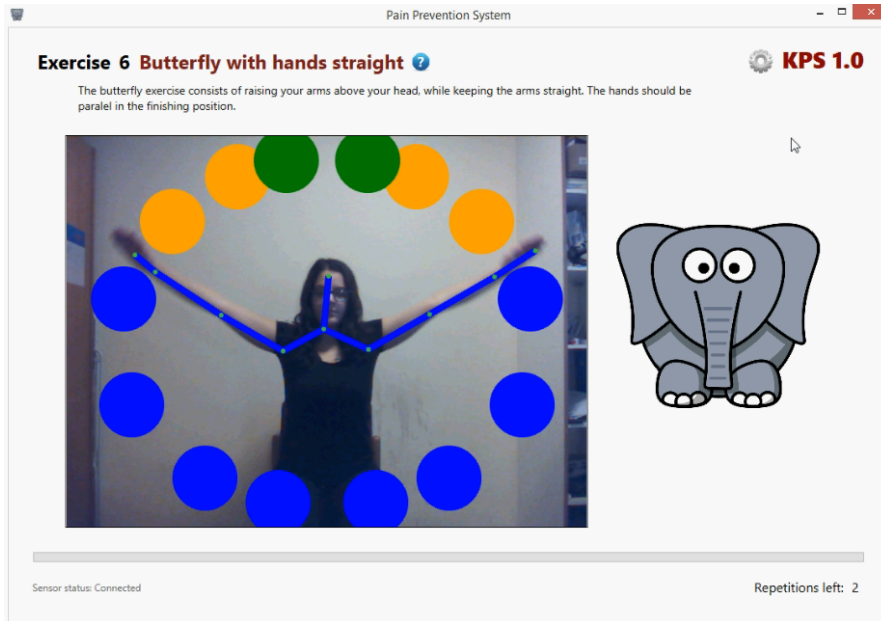 Pain Prevention System
Exercise 6 Butterfly with hands straight ?
KPS 1.0
The butterfly exercise consists of raising your arms above your head, while keeping the arms straight. The hands should be
paralel in the finishing position.
Sensor status: Connected
Repetitions left: 2